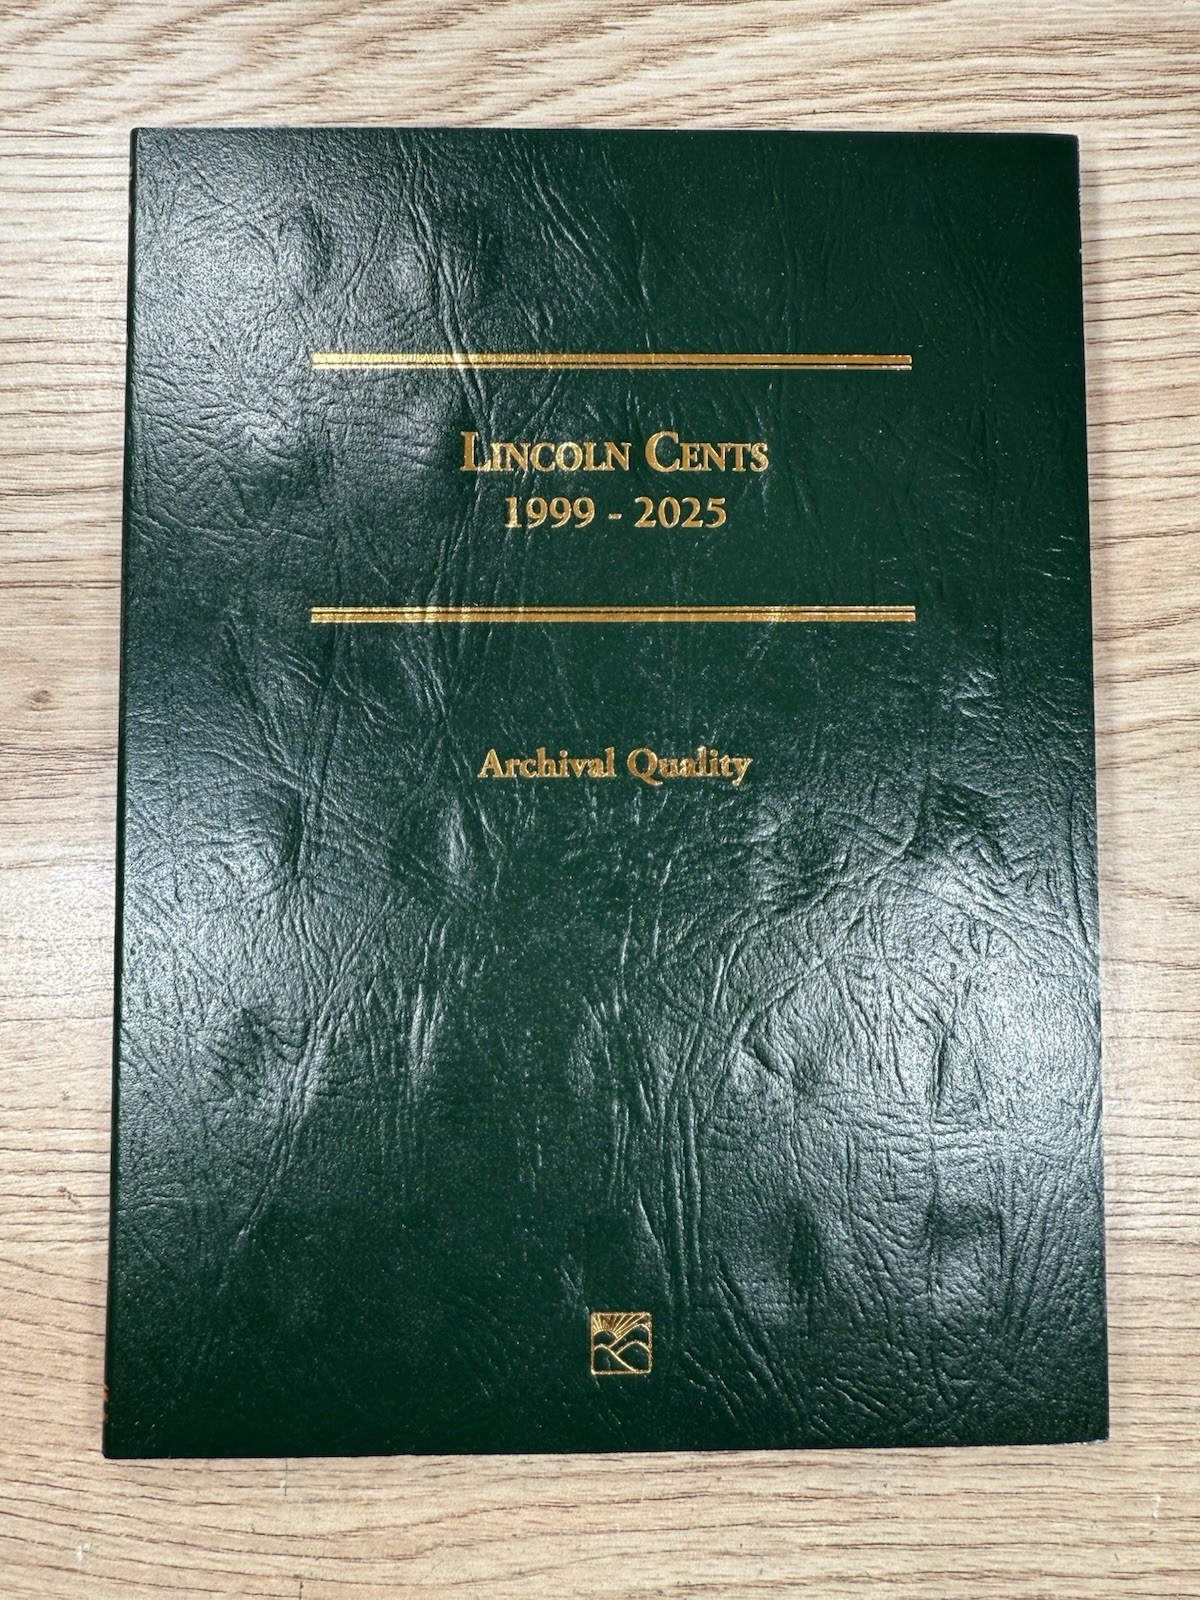 Lincoln Cents
1999 - 2025
Archival Quality